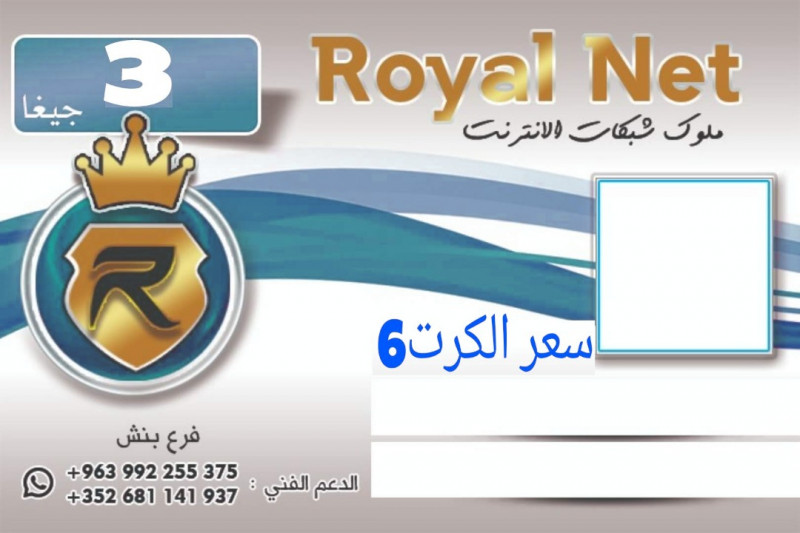 Royal Net
ملوك شبكات الانترنت
3
جيغا
R
سعر الكرت6
فرع بنش
الدعم الفني :
+963 992 255 375
+352 681 141 937